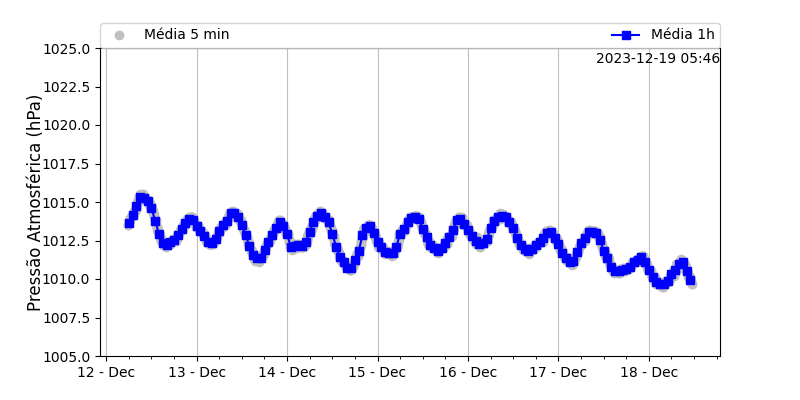 Média 5 min
Média 1h
2023-12-19 05:46
Pressão Atmosférica (hPa)
1025.0
1022.5
1020.0
1017.5
1015.0
1012.5
1010.0
1007.5
1005.0
12 - Dec
13 - Dec
14 - Dec
15 - Dec
16 - Dec
17 - Dec
18 - Dec